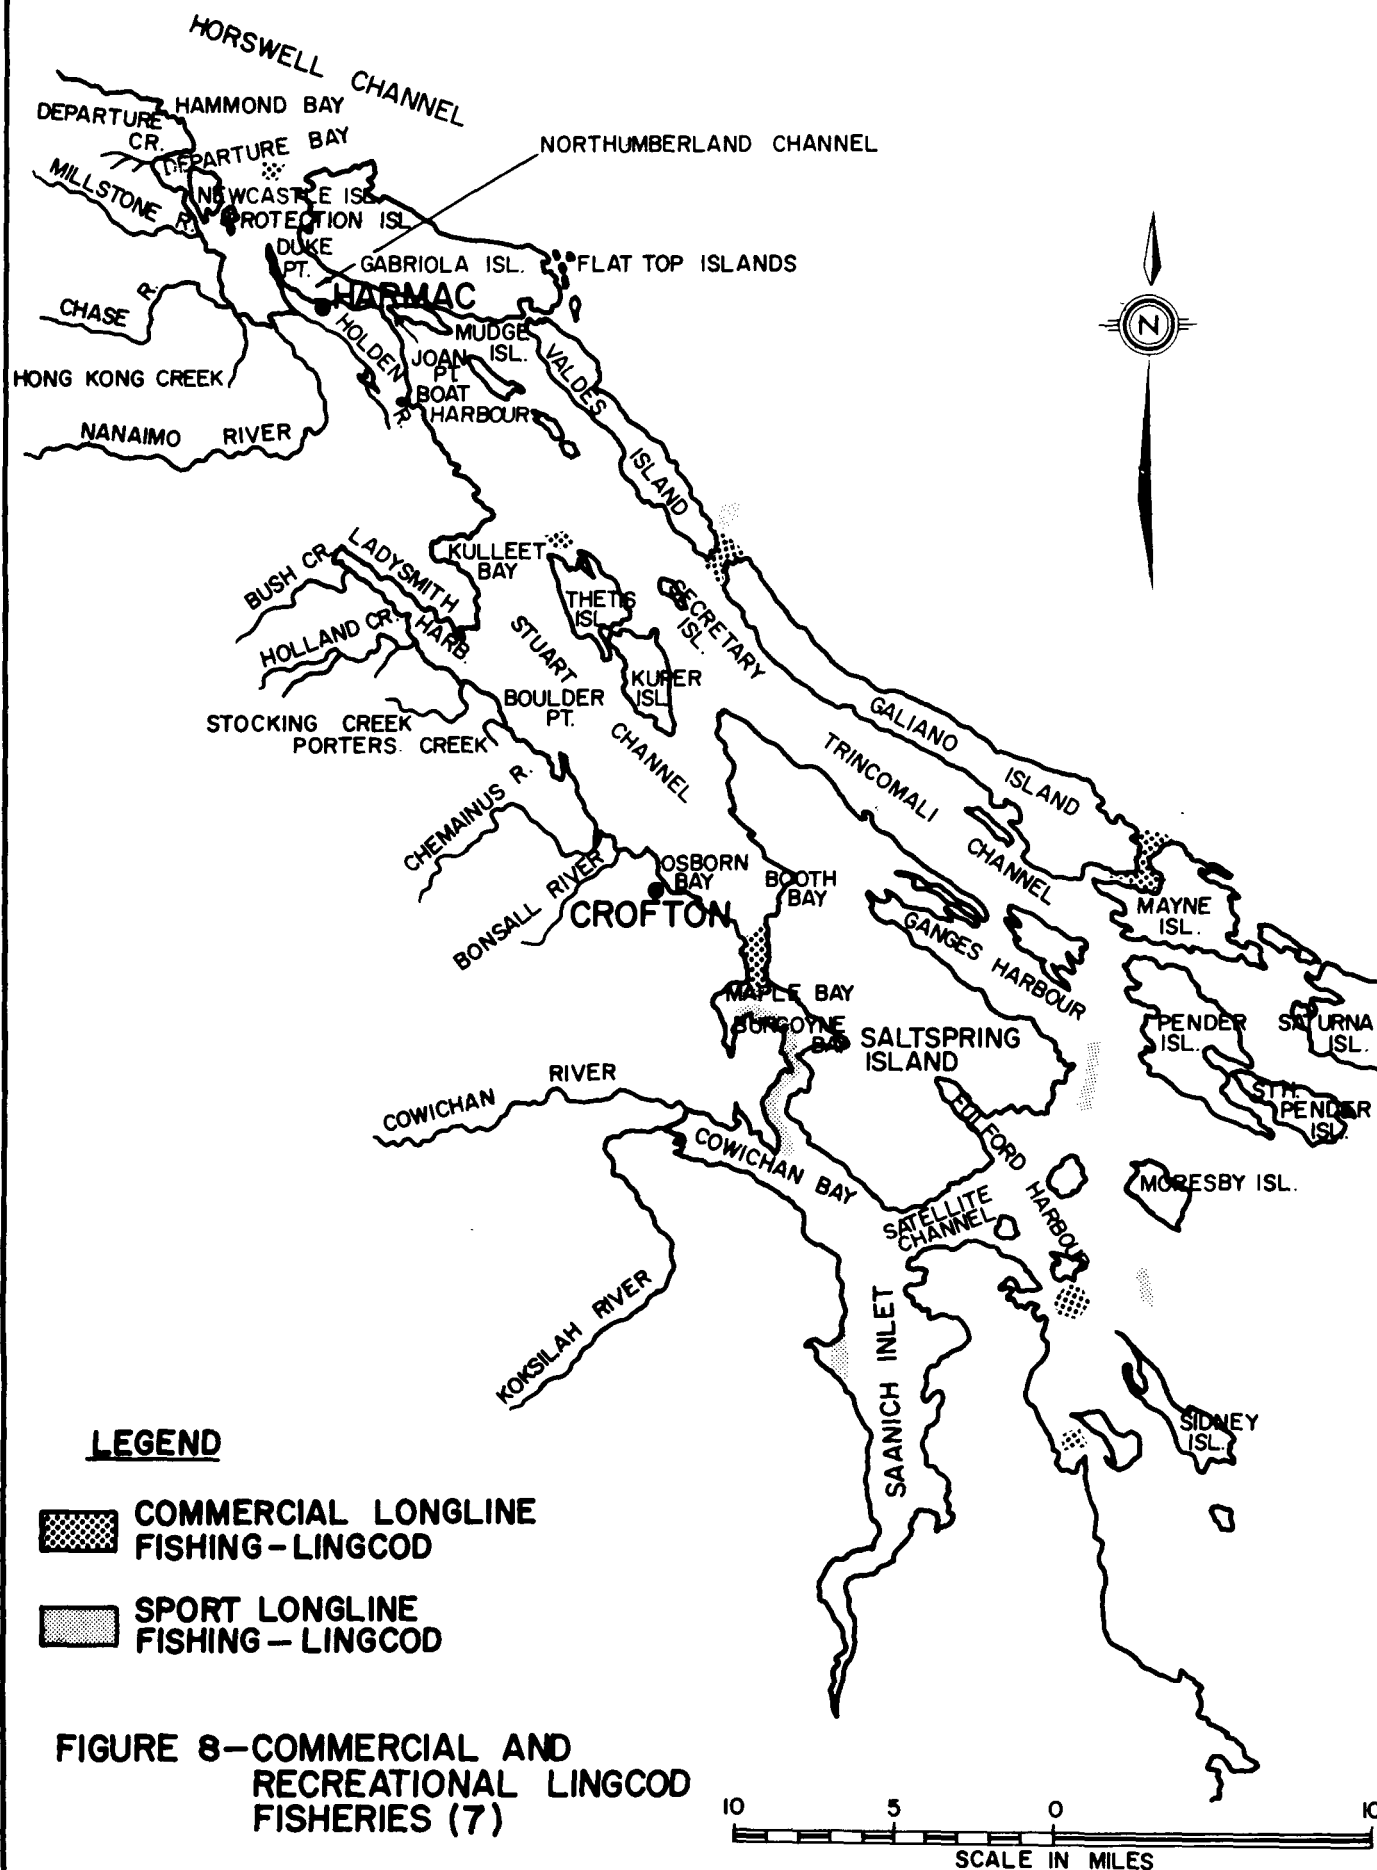 HORSWELL CHANNEL
HAMMOND BAY
DEPARTURE
CR.
DEPARTURE BAY
NORTHUMBERLAND CHANNEL
MILLSTONE R.
NEWCASTLE ISL.
PROTECTION ISL.
DUKE
PT.
GABRIOLA ISL.
FLAT TOP ISLANDS
HARMAC
CHASE R.
HOLDEN R.
MUDGE
ISL.
JOAN
PT.
VALDES
ISLAND
HONG KONG CREEK
BOAT
HARBOUR
NANAIMO RIVER
N
KULLEET
BAY
LADYSMITH
HARB.
BUSH CR.
THETIS
ISL.
SECRETARY
ISL.
HOLLAND CR.
STUART
CHANNEL
KUPER
ISL.
BOULDER
PT.
STOCKING CREEK
PORTERS CREEK
GALIANO
ISLAND
TRINCOMALI
CHANNEL
CHEMAINUS R.
OSBORN
BAY
BOOTH
BAY
BONSALL RIVER
CROFTON
MAYNE
ISL.
GANGES HARBOUR
MAPLE BAY
BURGOYNE
BAY
SALTSPRING
ISLAND
PENDER
ISL.
SATURNA
ISL.
COWICHAN RIVER
STH.
PENDER
ISL.
FULFORD
HARBOUR
COWICHAN BAY
MORESBY ISL.
SATELLITE
CHANNEL
KOKSILAH RIVER
SAANICH INLET
SIDNEY
ISL.
LEGEND
COMMERCIAL LONGLINE
FISHING-LINGCOD
SPORT LONGLINE
FISHING-LINGCOD
FIGURE 8-COMMERCIAL AND
RECREATIONAL LINGCOD
FISHERIES (7)
10 5 0 10
SCALE IN MILES